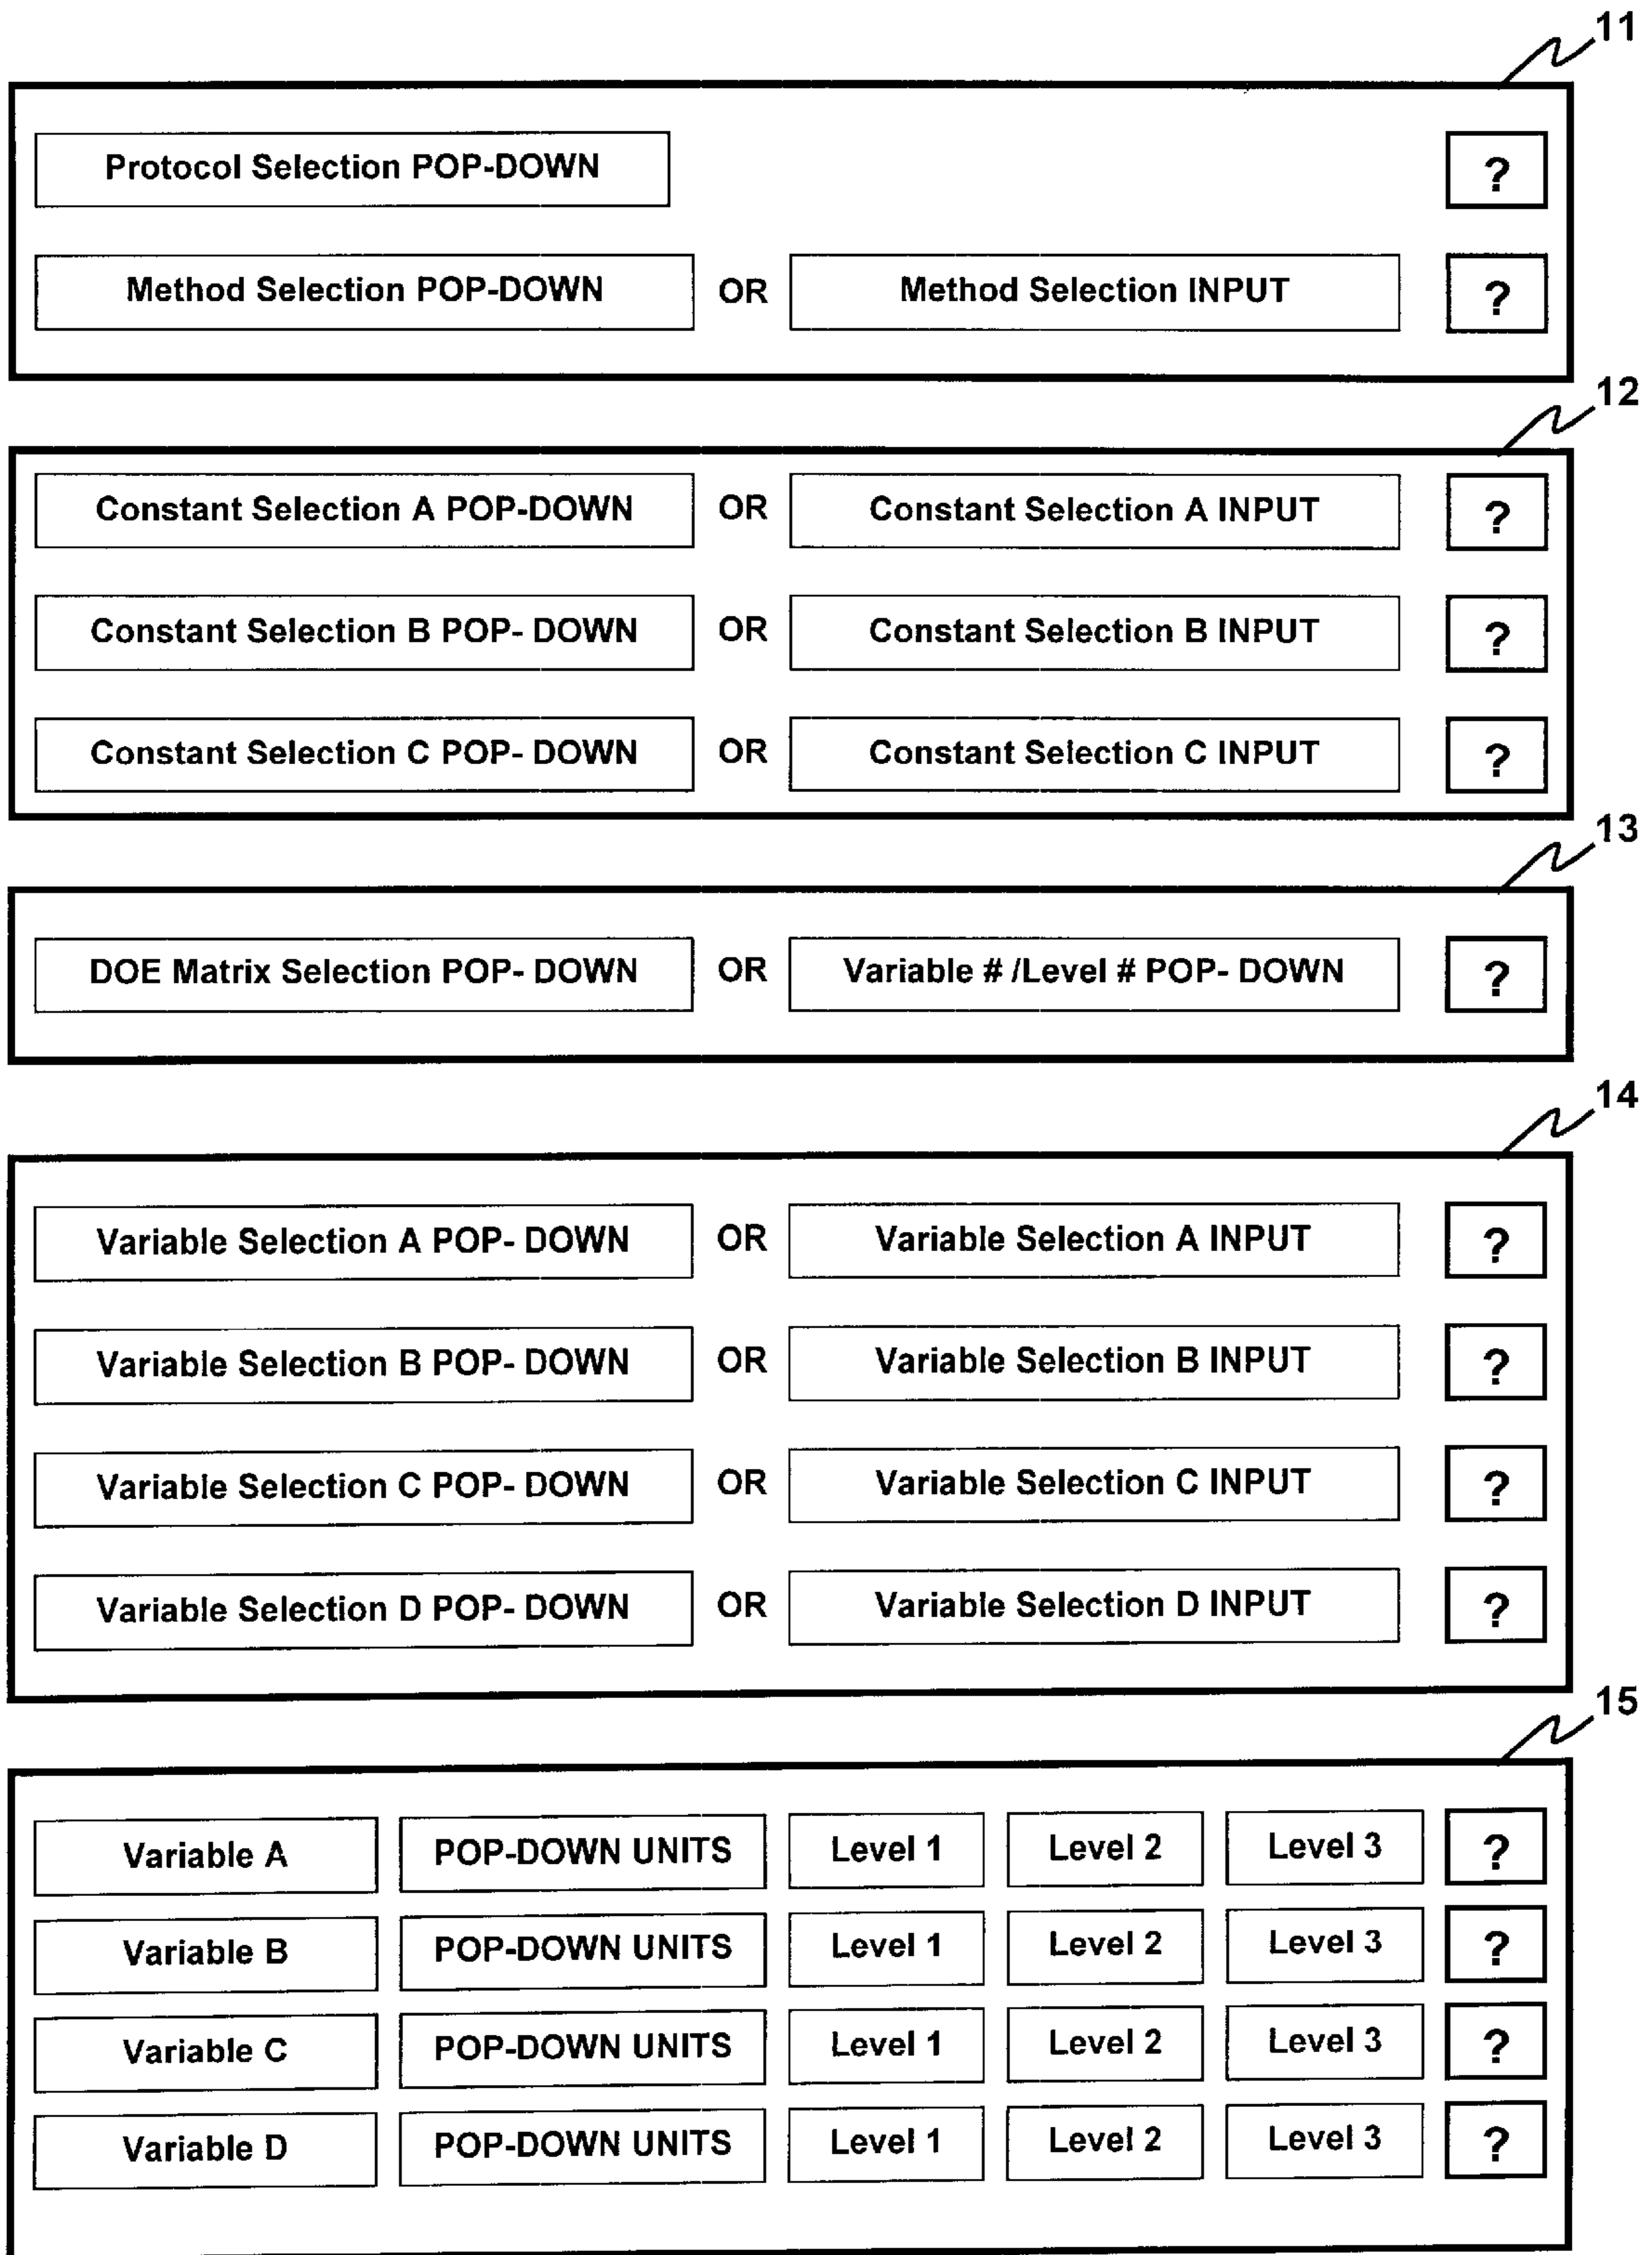 11
Protocol Selection POP-DOWN ?
Method Selection POP-DOWN OR Method Selection INPUT ?
12
Constant Selection A POP-DOWN OR Constant Selection A INPUT ?
Constant Selection B POP- DOWN OR Constant Selection B INPUT ?
Constant Selection C POP- DOWN OR Constant Selection C INPUT ?
13
DOE Matrix Selection POP- DOWN OR Variable # /Level # POP- DOWN ?
14
Variable Selection A POP- DOWN OR Variable Selection A INPUT ?
Variable Selection B POP- DOWN OR Variable Selection B INPUT ?
Variable Selection C POP- DOWN OR Variable Selection C INPUT ?
Variable Selection D POP- DOWN OR Variable Selection D INPUT ?
15
Variable A POP-DOWN UNITS Level 1 Level 2 Level 3 ?
Variable B POP-DOWN UNITS Level 1 Level 2 Level 3 ?
Variable C POP-DOWN UNITS Level 1 Level 2 Level 3 ?
Variable D POP-DOWN UNITS Level 1 Level 2 Level 3 ?